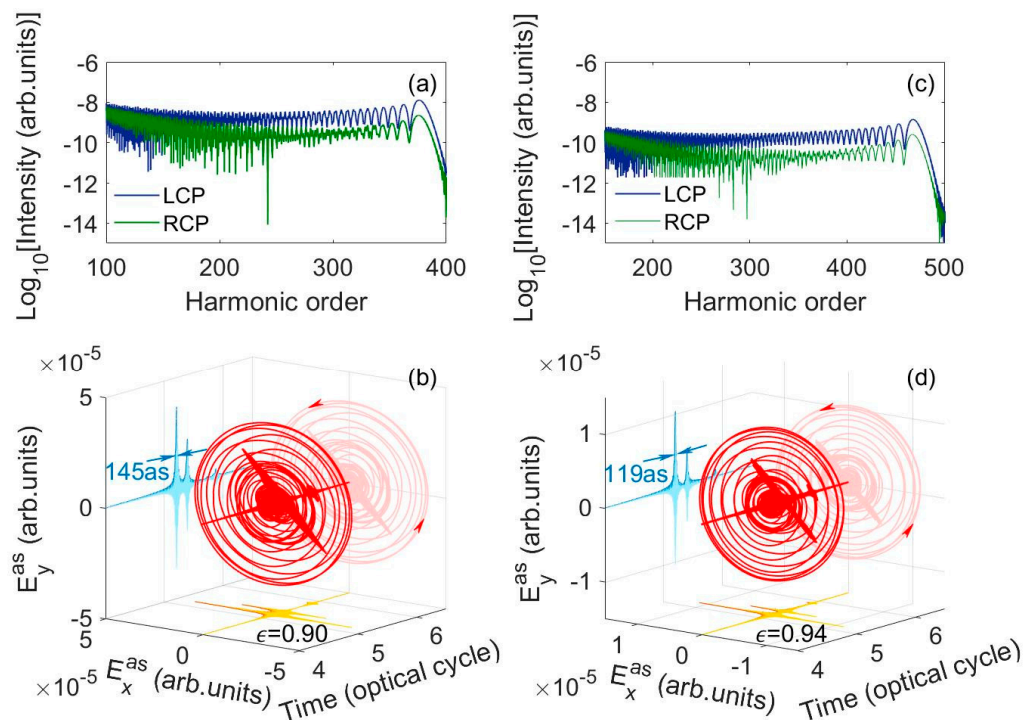 (a)
Log10[Intensity (arb.units)]
-6
-8
-10
-12
-14
LCP
RCP
100 200 300 400
Harmonic order
(c)
Log10[Intensity (arb.units)]
-6
-8
-10
-12
-14
LCP
RCP
200 300 400 500
Harmonic order
(b)
×10-5
5
0
-5
E_y^as (arb.units)
145as
ϵ=0.90
5 0 -5
×10-5
E_x^as (arb.units)
4 5 6
Time (optical cycle)
(d)
×10-5
1
0
-1
E_y^as (arb.units)
119as
ϵ=0.94
1 0 -1
×10-5
E_x^as (arb.units)
4 5 6
Time (optical cycle)